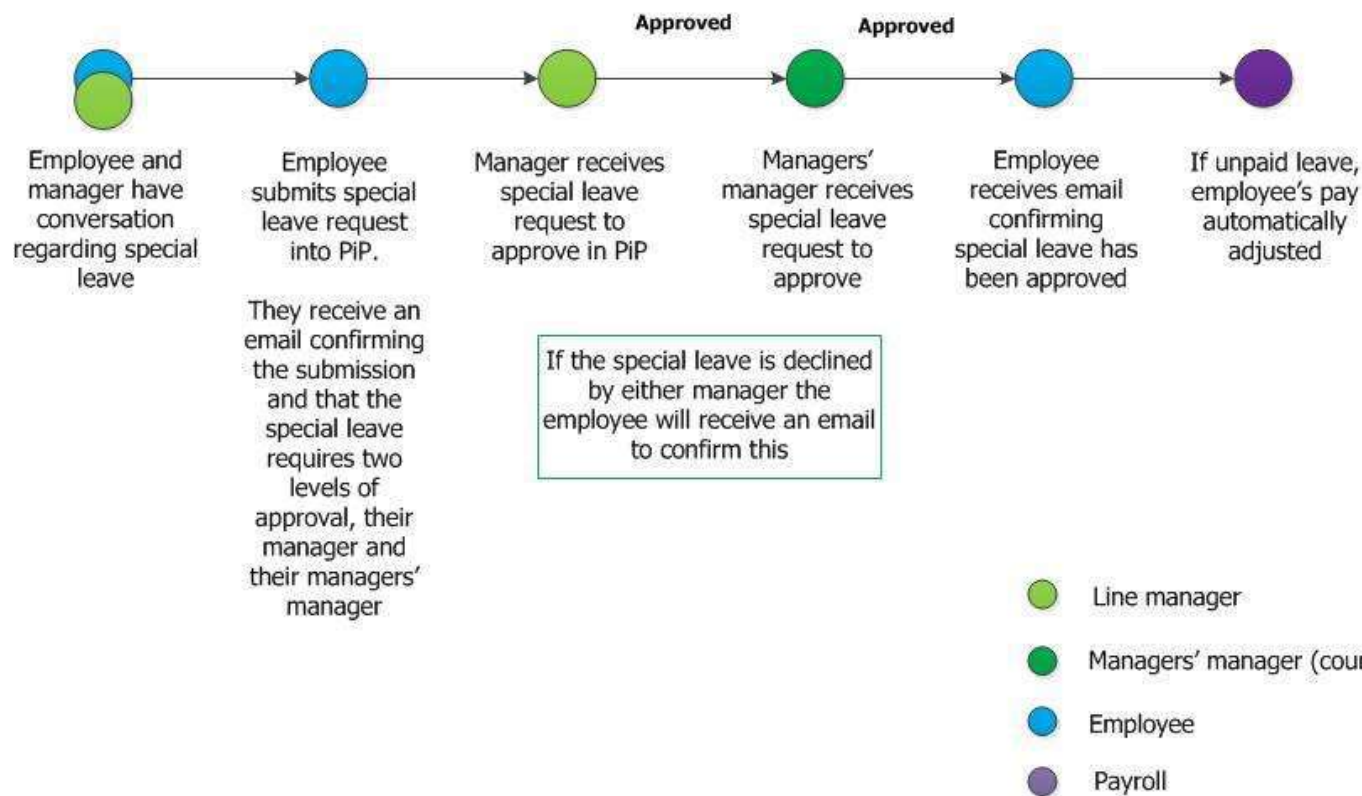 Approved
Approved
Employee and
manager have
conversation
regarding special
leave
Employee
submits special
leave request
into PiP.
They receive an
email confirming
the submission
and that the
special leave
requires two
levels of
approval, their
manager and
their managers'
manager
Manager receives
special leave
request to
approve in PiP
Managers'
manager receives
special leave
request to
approve
Employee
receives email
confirming
special leave has
been approved
If unpaid leave,
employee's pay
automatically
adjusted
If the special leave is declined
by either manager the
employee will receive an email
to confirm this
Line manager
Managers' manager
Employee
Payroll